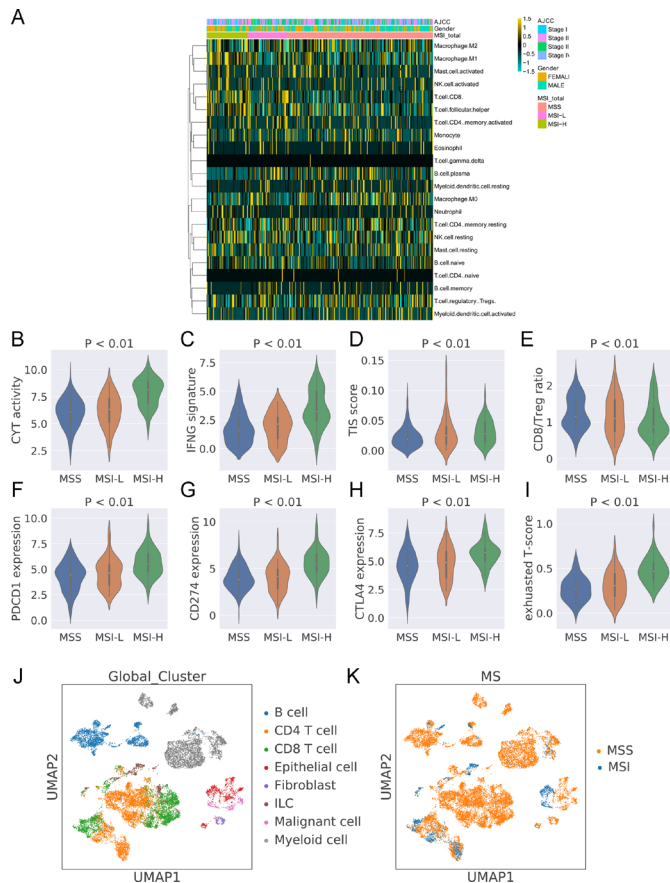 A
AJCC
Gender
MSI_total
Macrophage.M2
Macrophage.M1
Mast.cell.activated
NK.cell.activated
T.cell.CD8.
T.cell.follicular.helper
T.cell.CD4..memory.activated
Monocyte
Eosinophil
T.cell.gamma.delta
B.cell.plasma
Myeloid.dendritic.cell.resting
Macrophage.M0
Neutrophil
T.cell.CD4..memory.resting
NK.cell.resting
Mast.cell.resting
B.cell.naive
T.cell.CD4..naive
B.cell.memory
T.cell.regulatory..Tregs.
Myeloid.dendritic.cell.activated
1.5
1
0.5
0
-0.5
-1
-1.5
AJCC
Stage I
Stage II
Stage II
Stage IV
Gender
FEMALE
MALE
MSI_total
MSS
MSI-L
MSI-H
B
P < 0.01
CYT activity
10.0
7.5
5.0
2.5
MSS MSI-L MSI-H
C
P < 0.01
IFNG signature
7.5
5.0
2.5
0.0
MSS MSI-L MSI-H
D
P < 0.01
TIS score
0.15
0.10
0.05
0.00
MSS MSI-L MSI-H
E
P < 0.01
CD8/Treg ratio
2
1
0
MSS MSI-L MSI-H
F
P < 0.01
PDCD1 expression
10.0
7.5
5.0
2.5
0.0
MSS MSI-L MSI-H
G
P < 0.01
CD274 expression
10
5
0
MSS MSI-L MSI-H
H
P < 0.01
CTLA4 expression
7.5
5.0
2.5
0.0
MSS MSI-L MSI-H
I
P < 0.01
exhuasted T-score
1.0
0.5
0.0
MSS MSI-L MSI-H
J
Global_Cluster
UMAP2
UMAP1
B cell
CD4 T cell
CD8 T cell
Epithelial cell
Fibroblast
ILC
Malignant cell
Myeloid cell
K
MS
UMAP2
UMAP1
MSS
MSI